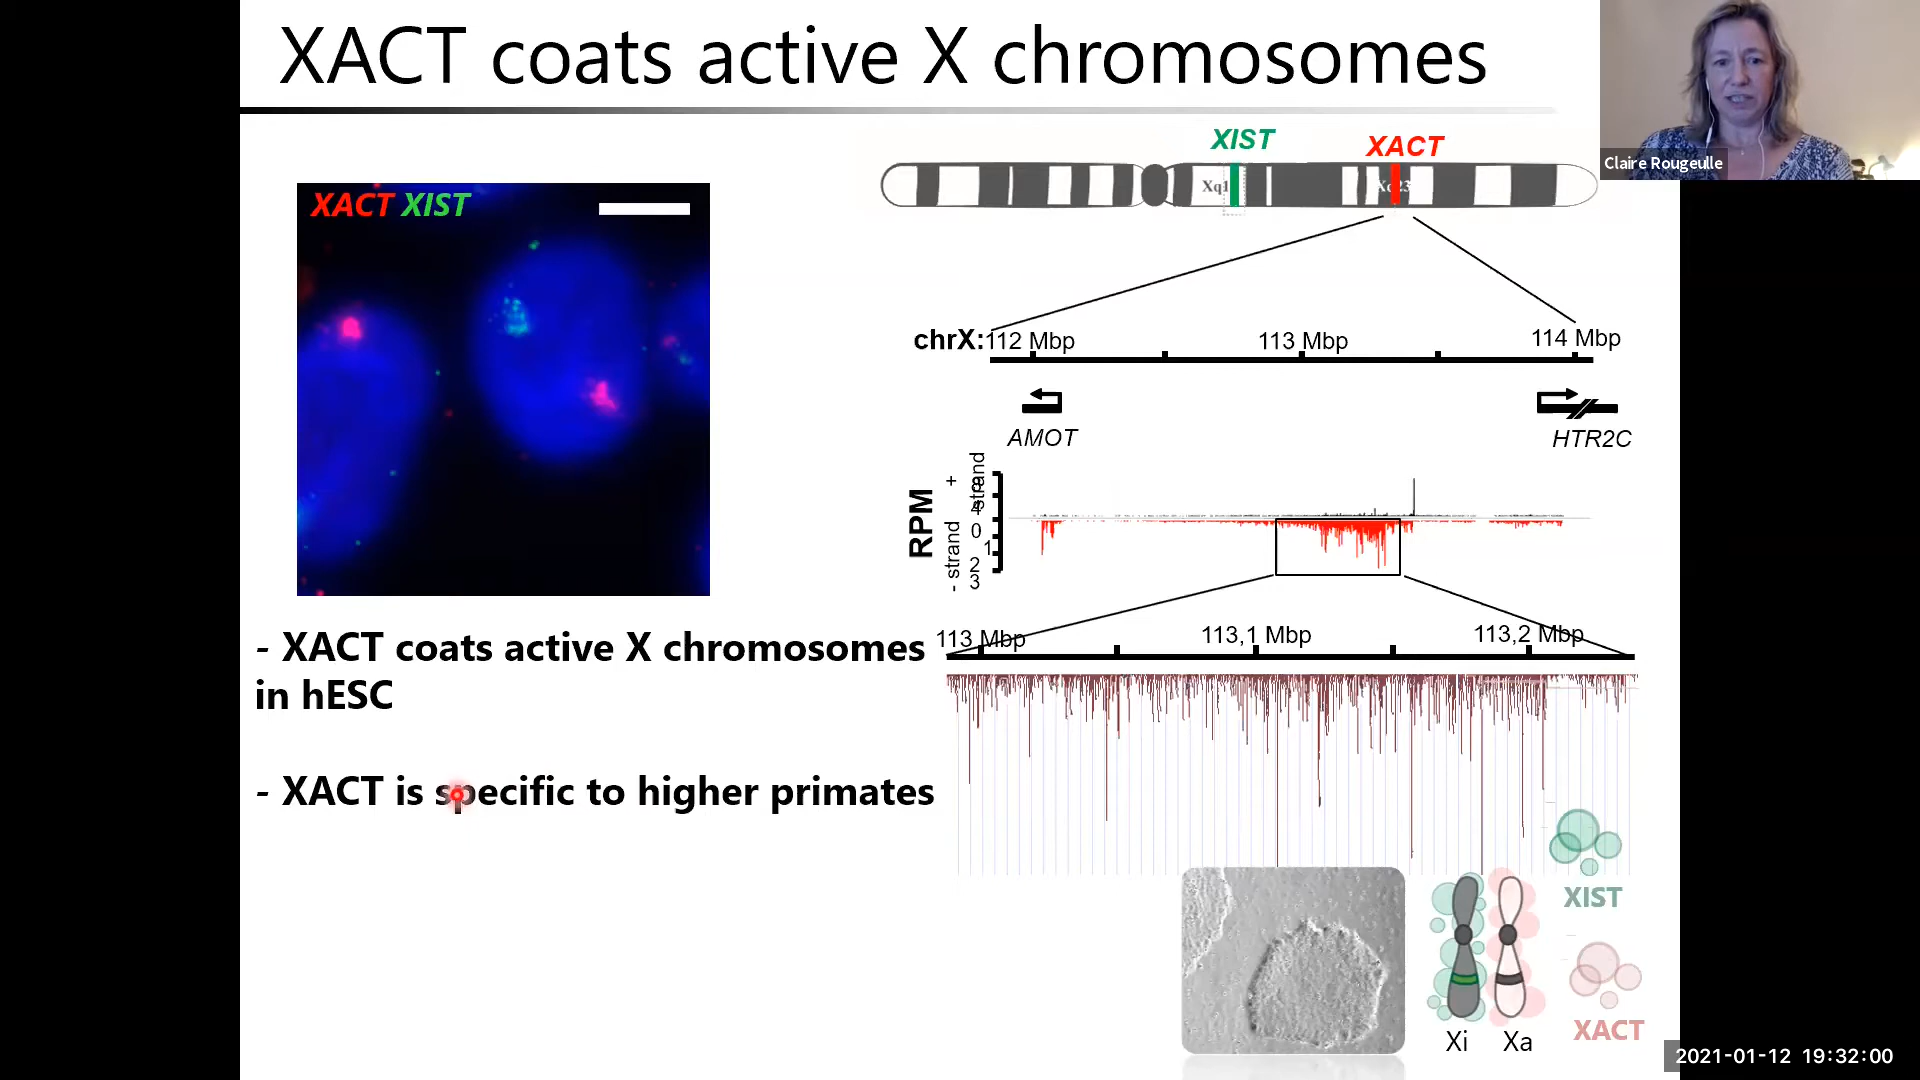 XACT coats active X chromosomes
Claire Rougeulle
XIST
XACT
XACT XIST
chrX:
112 Mbp
113 Mbp
114 Mbp
AMOT
HTR2C
RPM
+ strand
- strand
8
4
0
1
2
3
113 Mbp
113,1 Mbp
113,2 Mbp
- XACT coats active X chromosomes
in hESC
- XACT is specific to higher primates
XIST
XACT
Xi
Xa
2021-01-12 19:32:00